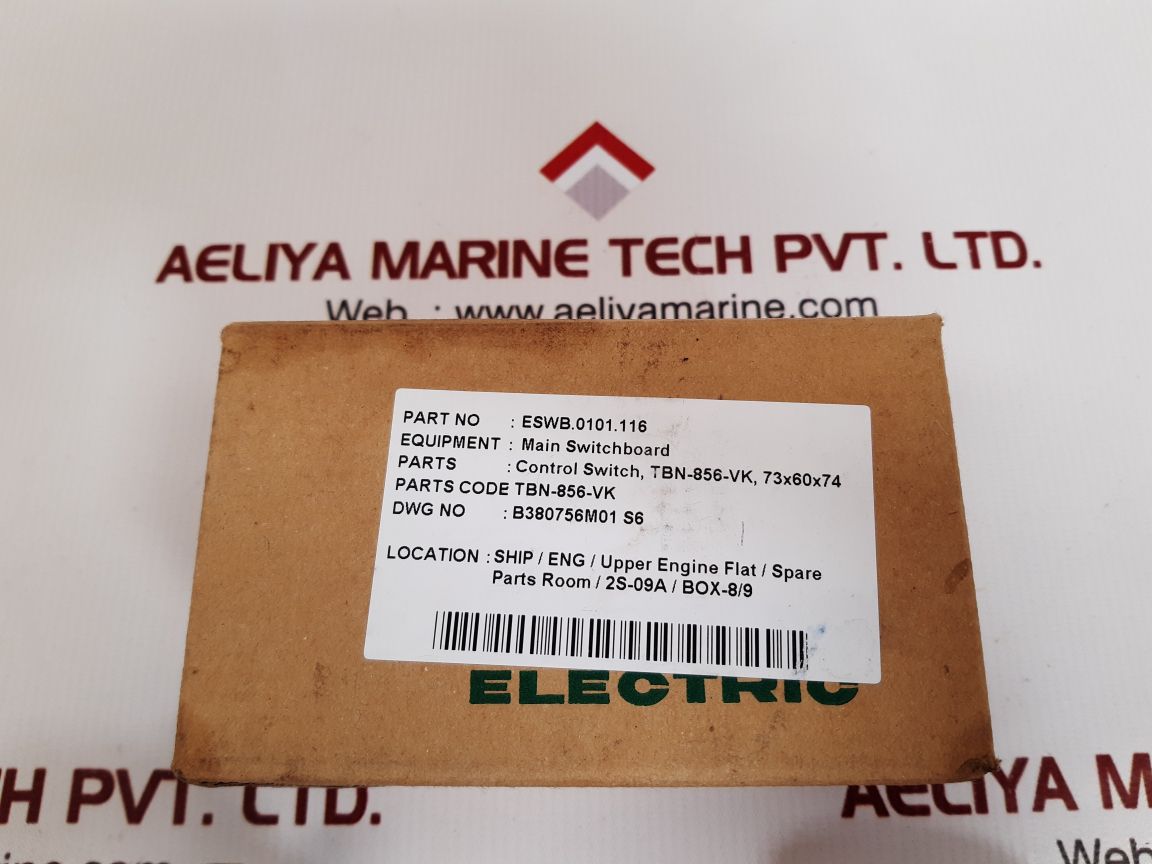 AELIYA MARINE TECH PVT. LTD.
Web : www.aeliyamarine.com
PART NO : ESWB.0101.116
EQUIPMENT : Main Switchboard
PARTS : Control Switch, TBN-856-VK, 73x60x74
PARTS CODE TBN-856-VK
DWG NO : B380756M01 S6
LOCATION : SHIP / ENG / Upper Engine Flat / Spare
Parts Room / 2S-09A / BOX-8/9
ELECTRIC
H PVT. LTD.
AELIYA M
Web